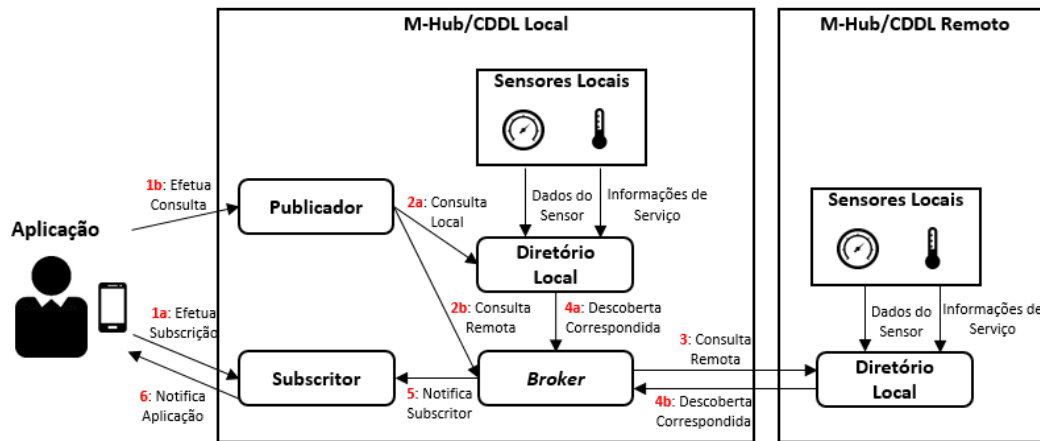 M-Hub/CDDL Local
M-Hub/CDDL Remoto
Sensores Locais
1b: Efetua
Consulta
Publicador
2a: Consulta
Local
Dados do
Sensor
Informações de
Serviço
Aplicação
Sensores Locais
Diretório
Local
1a: Efetua
Subscrição
2b: Consulta
Remota
4a: Descoberta
Correspondida
3: Consulta
Remota
Dados do
Sensor
Informações de
Serviço
Subscritor
Broker
Diretório
Local
6: Notifica
Aplicação
5: Notifica
Subscritor
4b: Descoberta
Correspondida